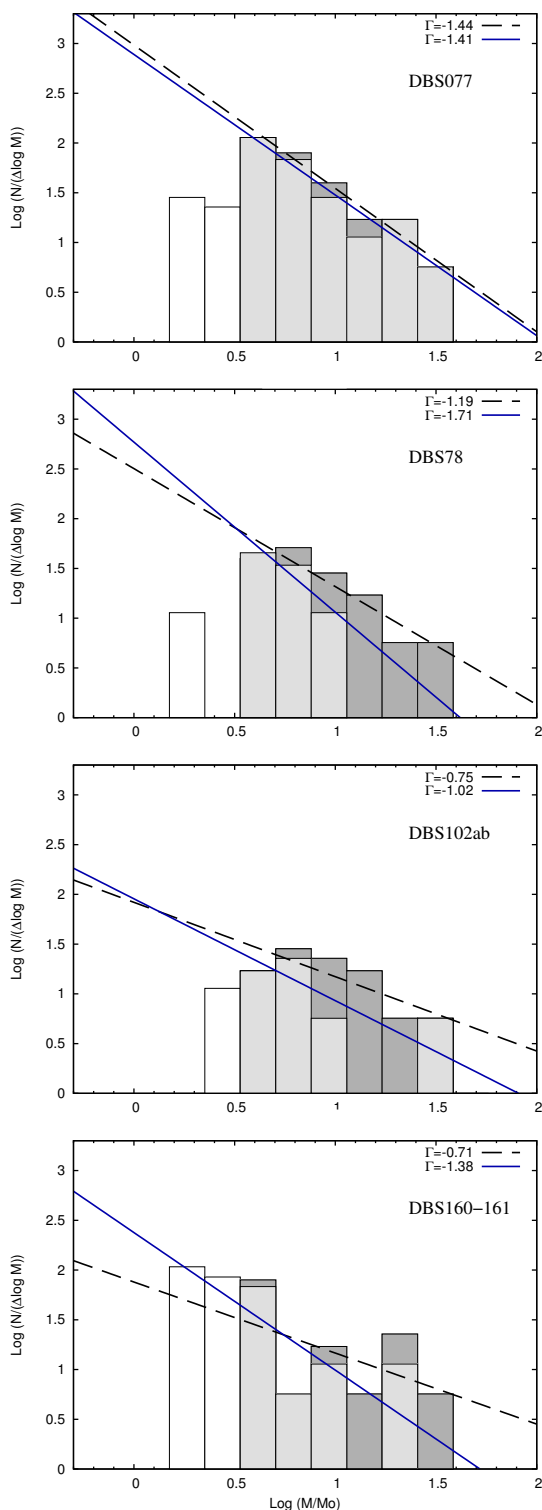 Γ=-1.44
Γ=-1.41
DBS077
Log (N/(Δlog M))
3
2.5
2
1.5
1
0.5
0
0 0.5 1 1.5 2
Γ=-1.19
Γ=-1.71
DBS78
Log (N/(Δlog M))
3
2.5
2
1.5
1
0.5
0
0 0.5 1 1.5 2
Γ=-0.75
Γ=-1.02
DBS102ab
Log (N/(Δlog M))
3
2.5
2
1.5
1
0.5
0
0 0.5 1 1.5 2
Γ=-0.71
Γ=-1.38
DBS160−161
Log (N/(Δlog M))
3
2.5
2
1.5
1
0.5
0
0 0.5 1 1.5 2
Log (M/Mo)